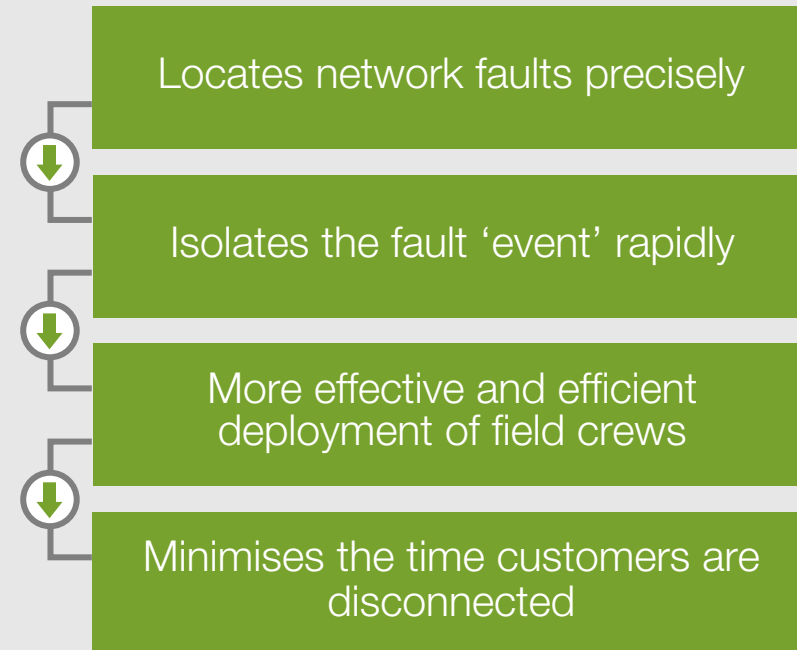 Locates network faults precisely
Isolates the fault ‘event’ rapidly
More effective and efficient
deployment of field crews
Minimises the time customers are
disconnected